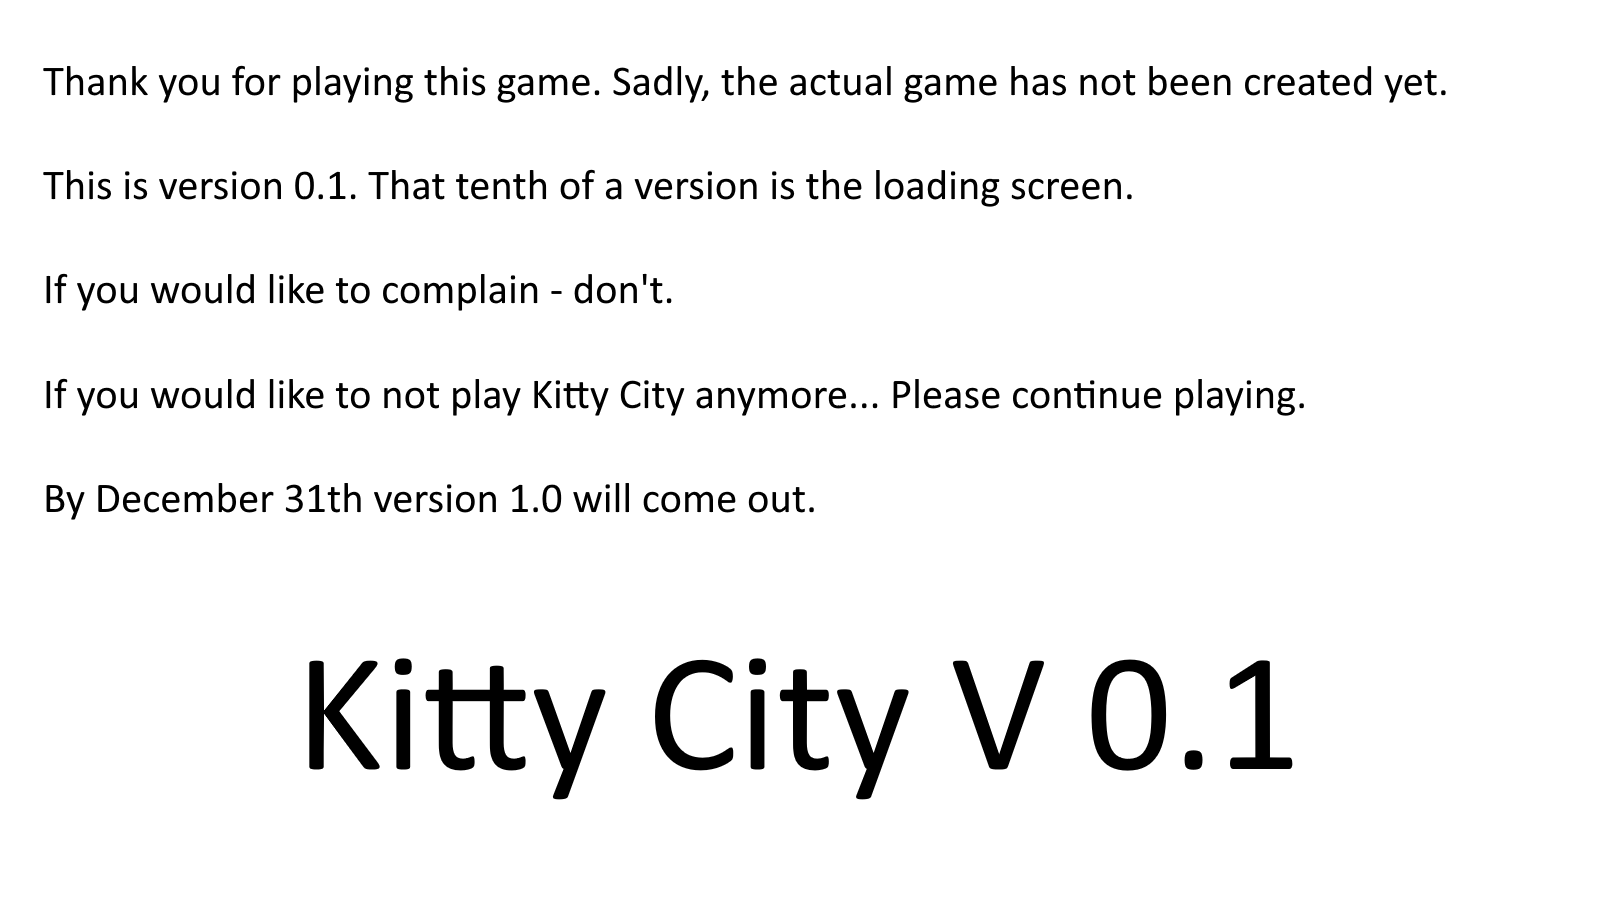 Thank you for playing this game. Sadly, the actual game has not been created yet.
This is version 0.1. That tenth of a version is the loading screen.
If you would like to complain - don't.
If you would like to not play Kitty City anymore... Please continue playing.
By December 31th version 1.0 will come out.
Kitty City V 0.1